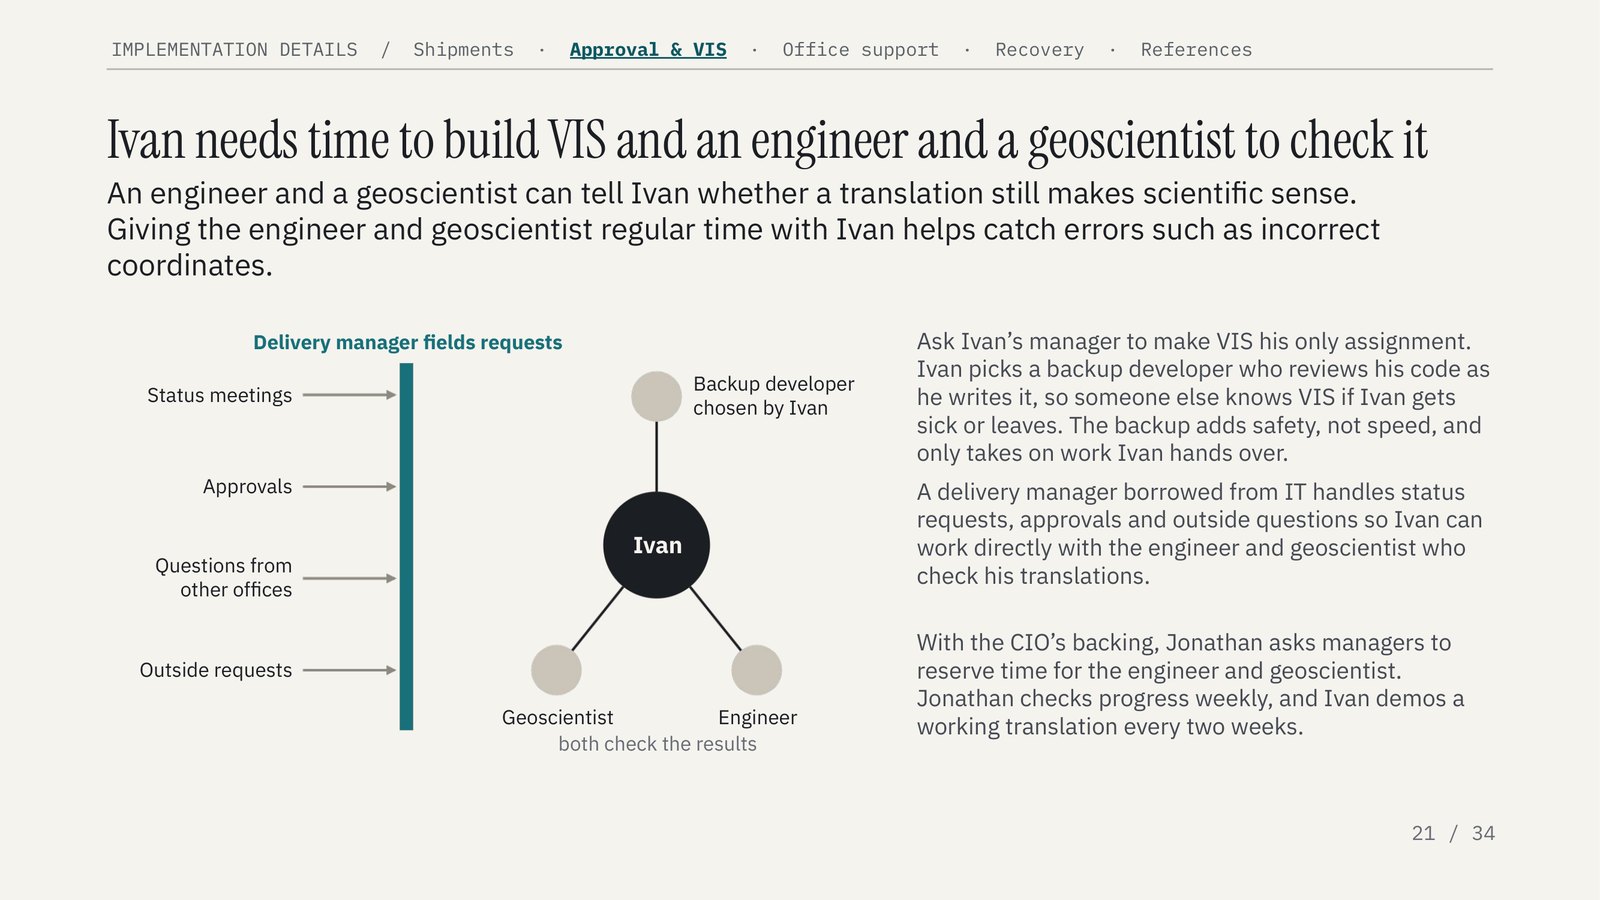 IMPLEMENTATION DETAILS / Shipments · Approval & VIS · Office support · Recovery · References
Ivan needs time to build VIS and an engineer and a geoscientist to check it
An engineer and a geoscientist can tell Ivan whether a translation still makes scientific sense.
Giving the engineer and geoscientist regular time with Ivan helps catch errors such as incorrect
coordinates.
Delivery manager fields requests
Status meetings
Approvals
Questions from
other offices
Outside requests
Backup developer
chosen by Ivan
Ivan
Geoscientist
Engineer
both check the results
Ask Ivan’s manager to make VIS his only assignment.
Ivan picks a backup developer who reviews his code as
he writes it, so someone else knows VIS if Ivan gets
sick or leaves. The backup adds safety, not speed, and
only takes on work Ivan hands over.
A delivery manager borrowed from IT handles status
requests, approvals and outside questions so Ivan can
work directly with the engineer and geoscientist who
check his translations.
With the CIO’s backing, Jonathan asks managers to
reserve time for the engineer and geoscientist.
Jonathan checks progress weekly, and Ivan demos a
working translation every two weeks.
21 / 34